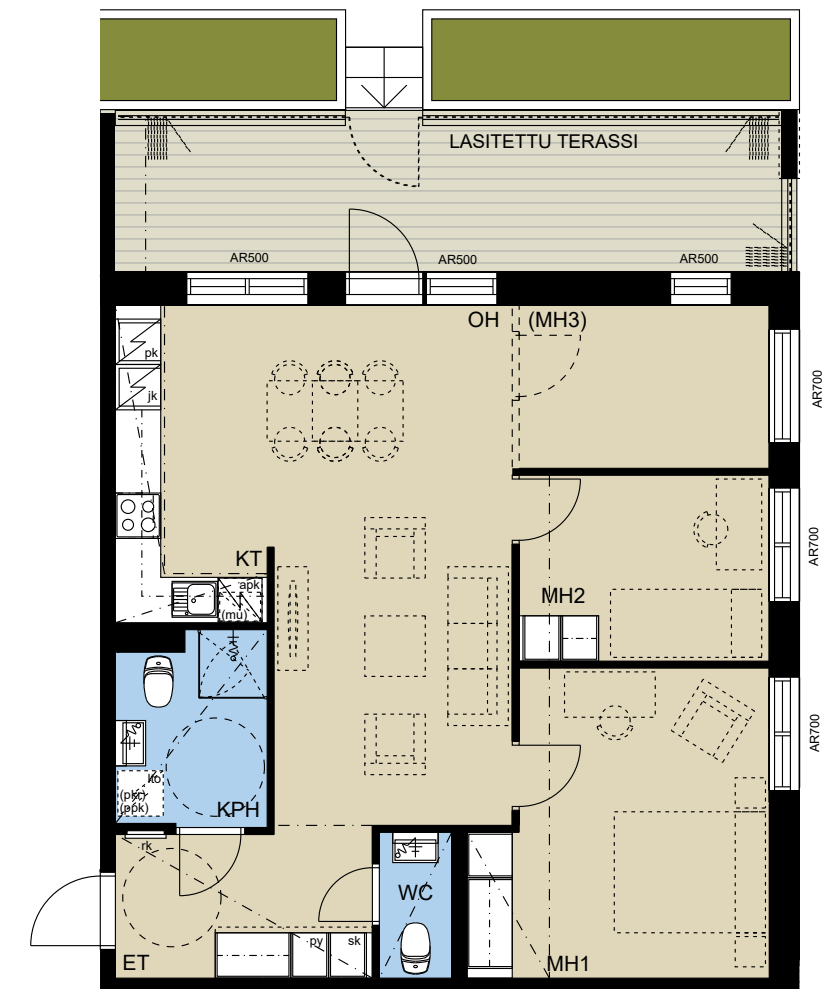 LASITETTU TERASSI
AR500
AR500
AR500
OH
(MH3)
pk
jk
AR700
KT
apk
(mu)
MH2
AR700
AR700
ko
(pkr)
(ppk)
KPH
rk
WC
ET
py
sk
MH1